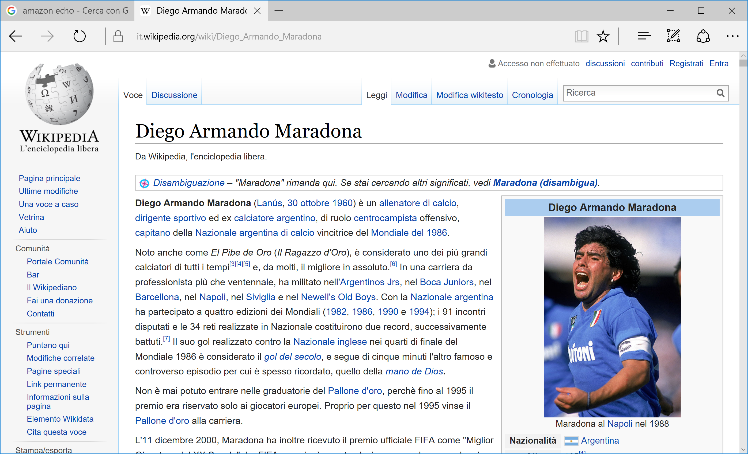 amazon echo - Cerca con G
Diego Armando Marado
it.wikipedia.org/wiki/Diego_Armando_Maradona
Accesso non effettuato discussioni contributi Registrati Entra
Voce Discussione Leggi Modifica Modifica wikitesto Cronologia Ricerca
WIKIPEDIA
L'enciclopedia libera
Pagina principale
Ultime modifiche
Una voce a caso
Vetrina
Aiuto
Comunità
Portale Comunità
Bar
Il Wikipediano
Fai una donazione
Contatti
Strumenti
Puntano qui
Modifiche correlate
Pagine speciali
Link permanente
Informazioni sulla
pagina
Elemento Wikidata
Cita questa voce
Stampa/esporta
Diego Armando Maradona
Da Wikipedia, l'enciclopedia libera.
Disambiguazione – "Maradona" rimanda qui. Se stai cercando altri significati, vedi Maradona (disambigua).
Diego Armando Maradona (Lanús, 30 ottobre 1960) è un allenatore di calcio,
dirigente sportivo ed ex calciatore argentino, di ruolo centrocampista offensivo,
capitano della Nazionale argentina di calcio vincitrice del Mondiale del 1986.
Noto anche come El Pibe de Oro (Il Ragazzo d'Oro), è considerato uno dei più grandi
calciatori di tutti i tempi[3][4][5] e, da molti, il migliore in assoluto.[6] In una carriera da
professionista più che ventennale, ha militato nell'Argentinos Jrs, nel Boca Juniors, nel
Barcellona, nel Napoli, nel Siviglia e nel Newell's Old Boys. Con la Nazionale argentina
ha partecipato a quattro edizioni dei Mondiali (1982, 1986, 1990 e 1994); i 91 incontri
disputati e le 34 reti realizzate in Nazionale costituirono due record, successivamente
battuti.[7] Il suo gol realizzato contro la Nazionale inglese nei quarti di finale del
Mondiale 1986 è considerato il gol del secolo, e segue di cinque minuti l'altro famoso e
controverso episodio per cui è spesso ricordato, quello della mano de Dios.
Non è mai potuto entrare nelle graduatorie del Pallone d'oro, perchè fino al 1995 il
premio era riservato solo ai giocatori europei. Proprio per questo nel 1995 vinse il
Pallone d'oro alla carriera.
L'11 dicembre 2000, Maradona ha inoltre ricevuto il premio ufficiale FIFA come "Miglior
Diego Armando Maradona
Maradona al Napoli nel 1988
Nazionalità Argentina